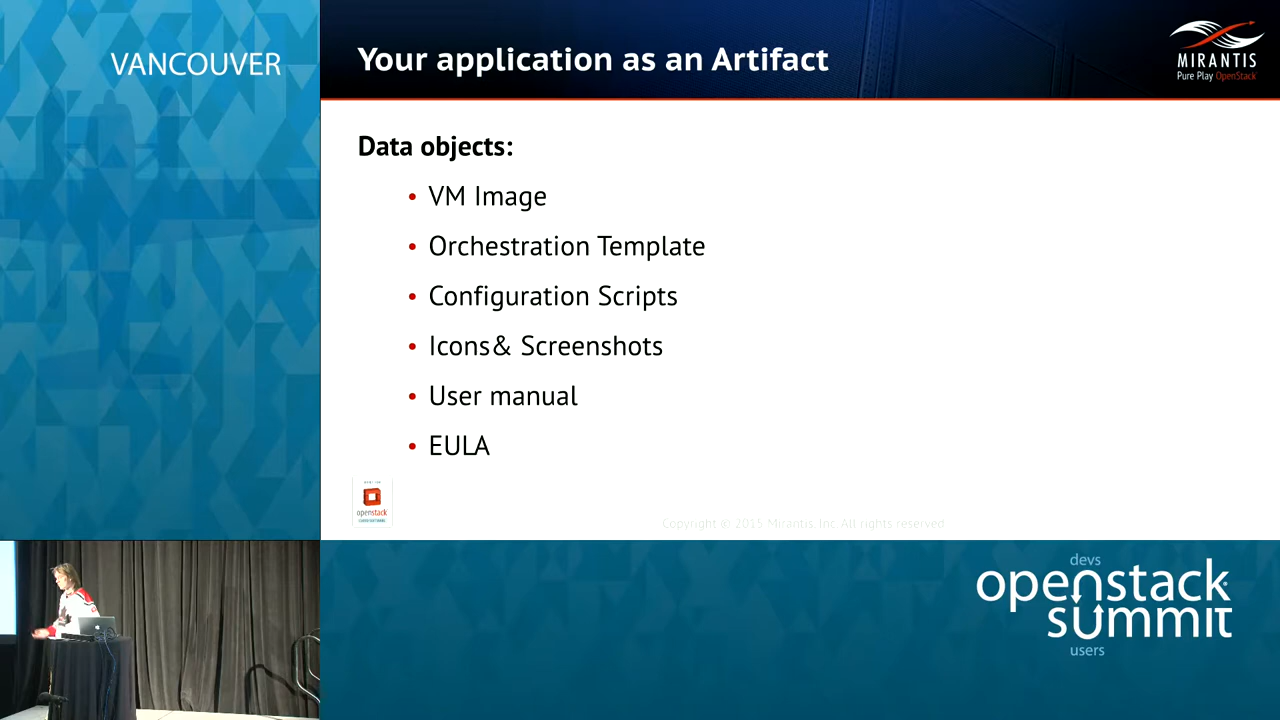 VANCOUVER
Your application as an Artifact
MIRANTIS
Pure Play OpenStack
Data objects:
• VM Image
• Orchestration Template
• Configuration Scripts
• Icons& Screenshots
• User manual
• EULA
openstack
Copyright © 2015 Mirantis, Inc. All rights reserved
devs
openstack
summit
users